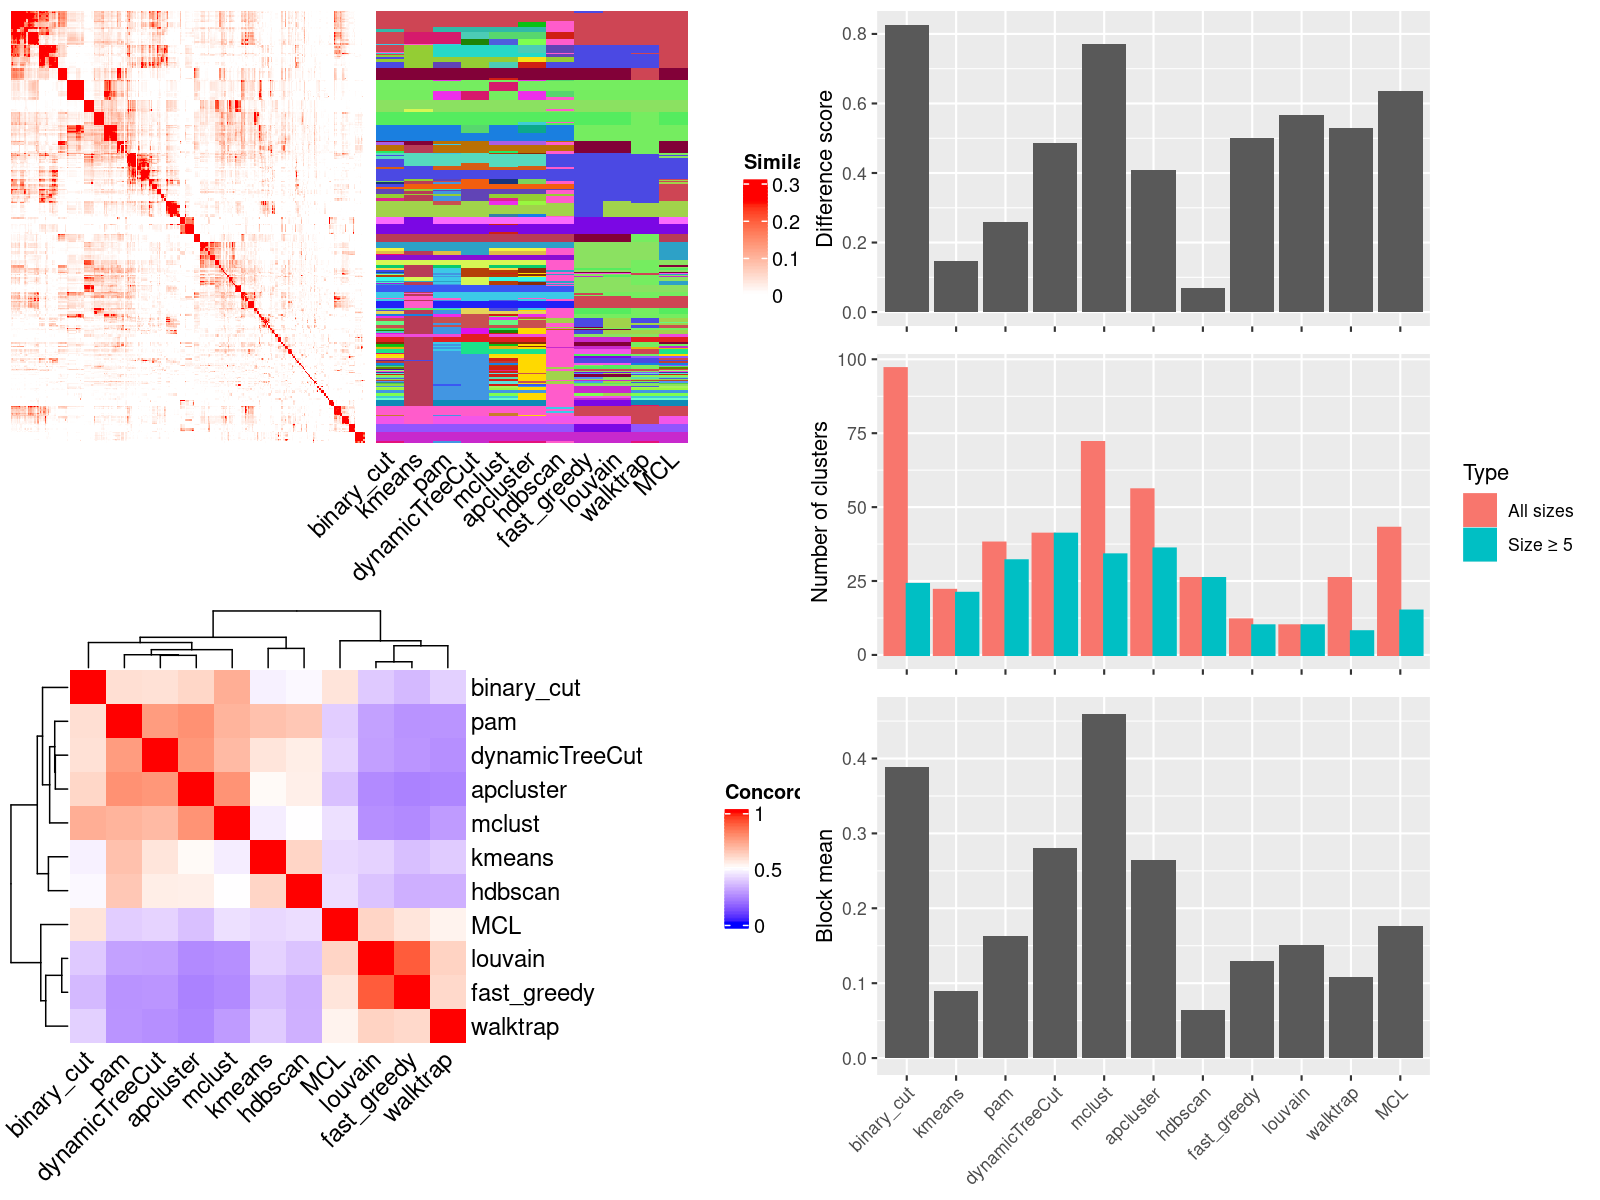 Simila
0.3
0.2
0.1
0
binary_cut
kmeans
pam
dynamicTreeCut
mclust
apcluster
hdbscan
fast_greedy
louvain
walktrap
MCL
binary_cut
pam
dynamicTreeCut
apcluster
mclust
kmeans
hdbscan
MCL
louvain
fast_greedy
walktrap
Concord
1
0.5
0
binary_cut
pam
dynamicTreeCut
apcluster
mclust
kmeans
hdbscan
MCL
louvain
fast_greedy
walktrap
Difference score
0.8
0.6
0.4
0.2
0.0
Number of clusters
100
75
50
25
0
Type
All sizes
Size ≥ 5
Block mean
0.4
0.3
0.2
0.1
0.0
binary_cut
kmeans
pam
dynamicTreeCut
mclust
apcluster
hdbscan
fast_greedy
louvain
walktrap
MCL